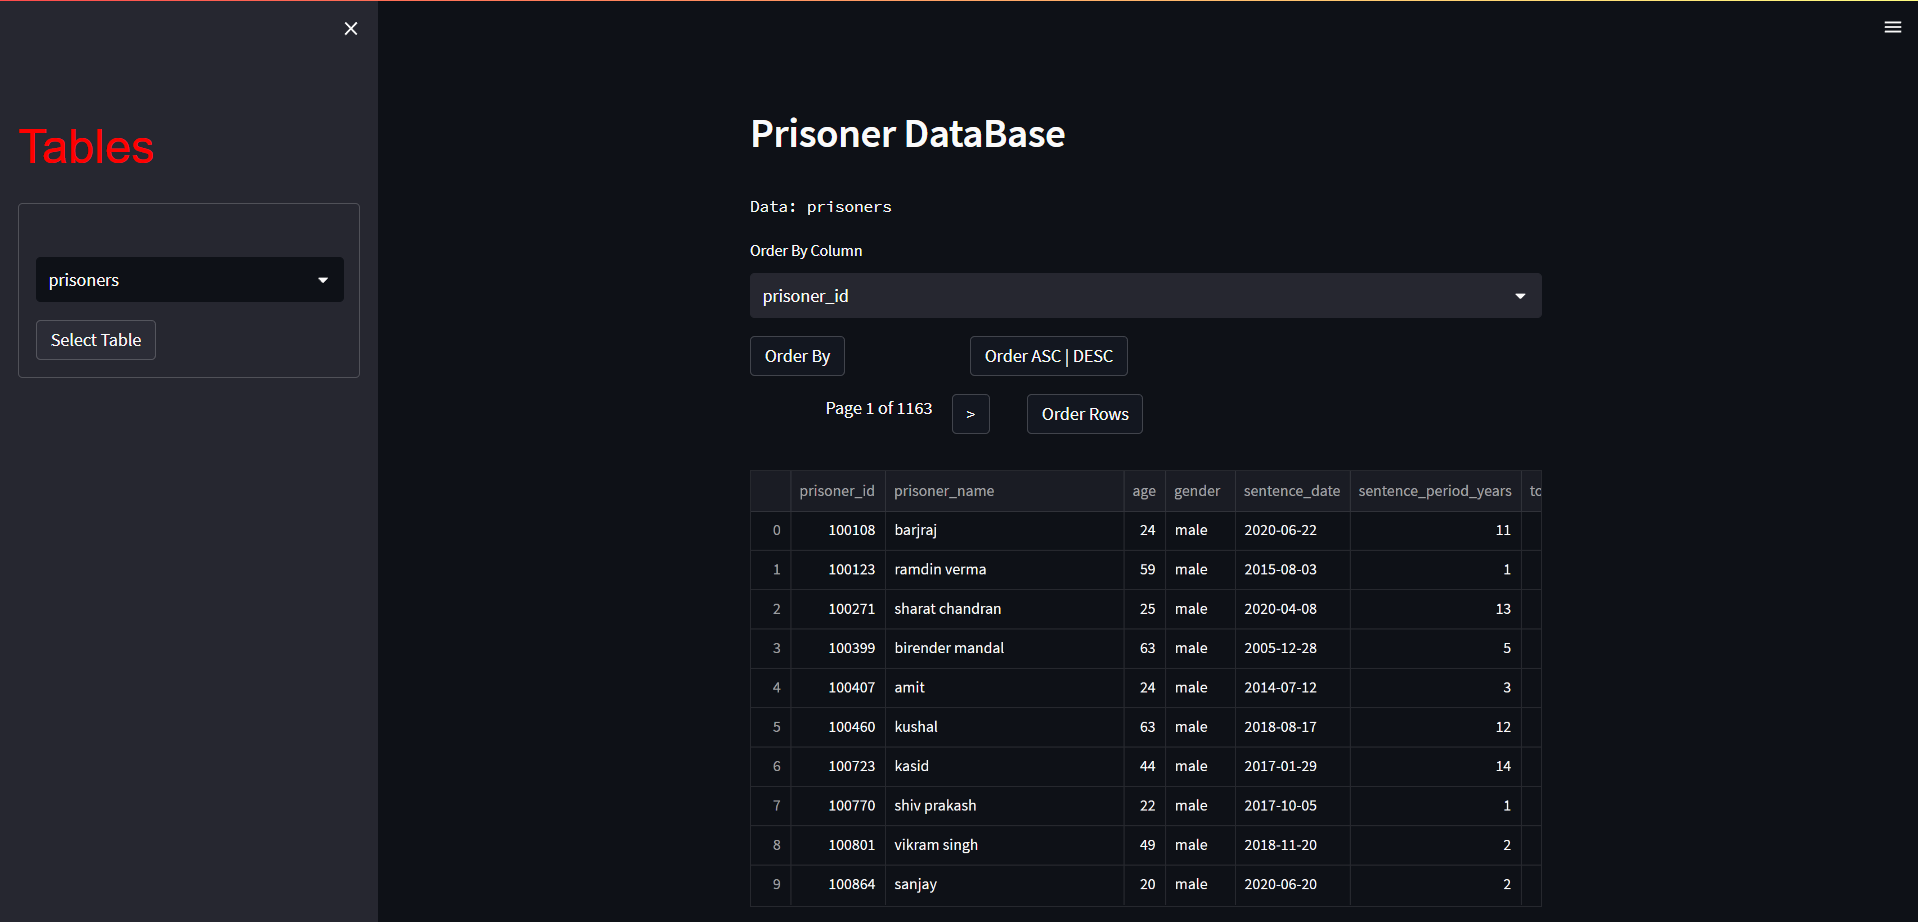 Tables
prisoners
Select Table
Prisoner DataBase
Data: prisoners
Order By Column
prisoner_id
Order By Order ASC | DESC
Page 1 of 1163 > Order Rows
prisoner_id prisoner_name age gender sentence_date sentence_period_years to
0 100108 barjraj 24 male 2020-06-22 11
1 100123 ramdin verma 59 male 2015-08-03 1
2 100271 sharat chandran 25 male 2020-04-08 13
3 100399 birender mandal 63 male 2005-12-28 5
4 100407 amit 24 male 2014-07-12 3
5 100460 kushal 63 male 2018-08-17 12
6 100723 kasid 44 male 2017-01-29 14
7 100770 shiv prakash 22 male 2017-10-05 1
8 100801 vikram singh 49 male 2018-11-20 2
9 100864 sanjay 20 male 2020-06-20 2